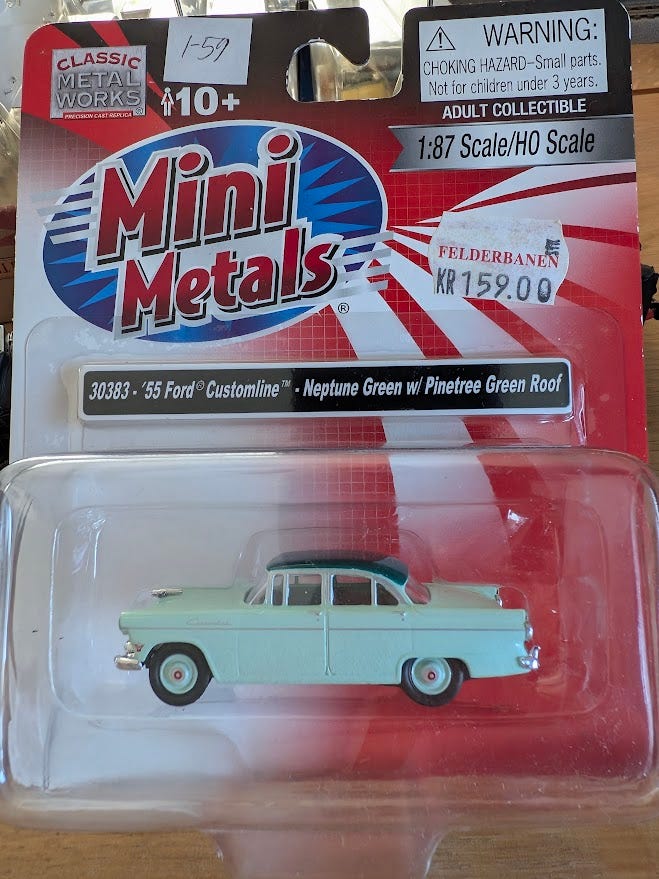 CLASSIC
METAL
WORKS
PRECISION CAST REPLICA
1-59
10+
WARNING:
CHOKING HAZARD–Small parts.
Not for children under 3 years.
ADULT COLLECTIBLE
1:87 Scale/HO Scale
Mini
Metals
®
FELDERBANEN
KR 159.00
30383 - '55 Ford® Customline™ - Neptune Green w/ Pinetree Green Roof